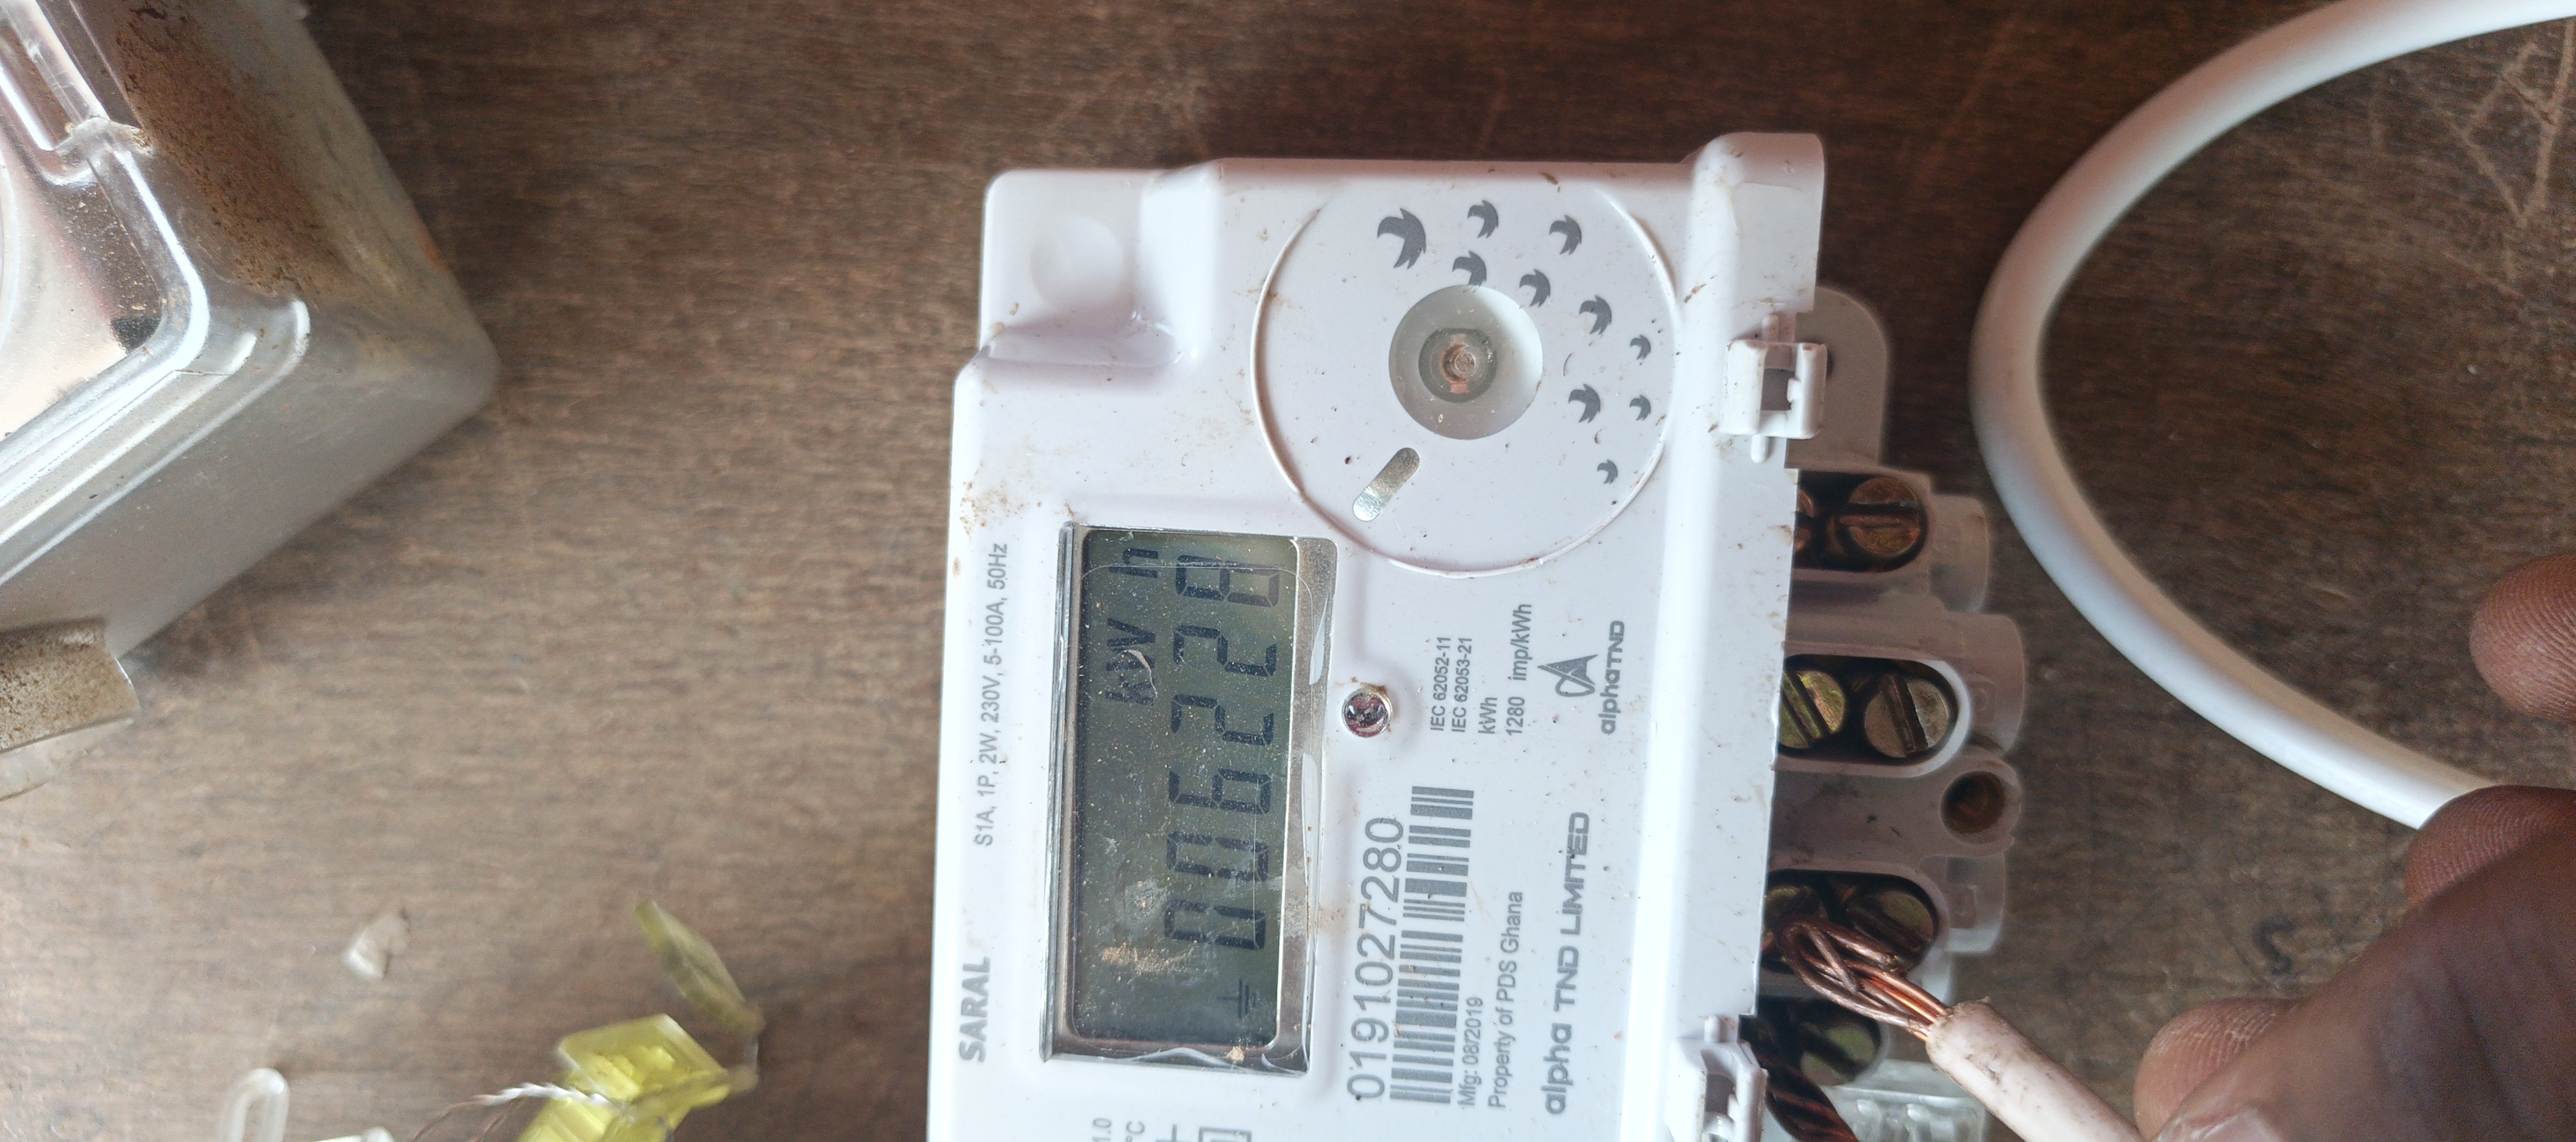 SARAL
S1A, 1P, 2W, 230V, 5-100A, 50Hz
kWh
006228
0191027280
Mfg: 08/2019
Property of PDS Ghana
IEC 62052-11
IEC 62053-21
kWh
1280 imp/kWh
alpha TND LIMITED
alphaTND